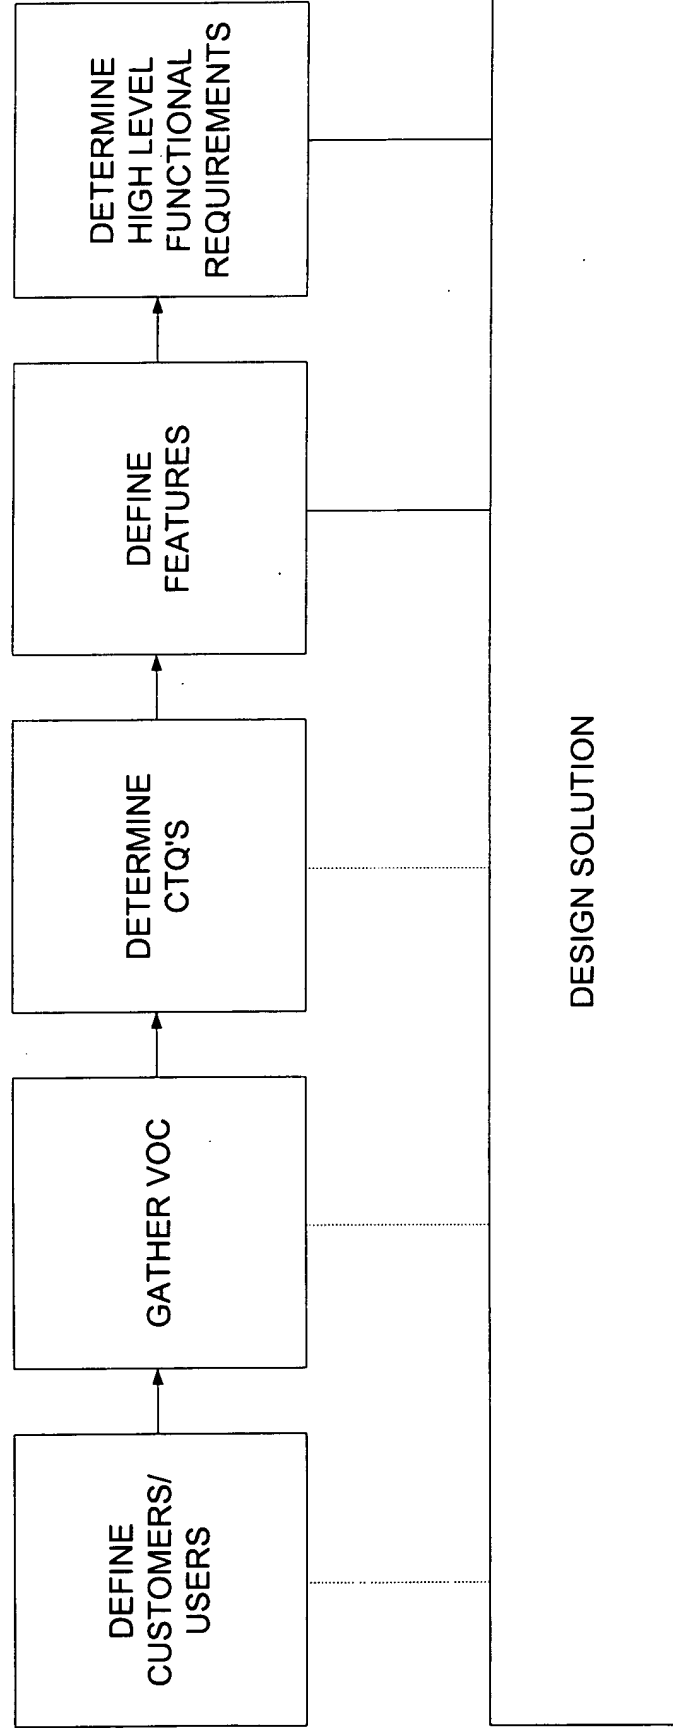 DEFINE
CUSTOMERS/
USERS
GATHER VOC
DETERMINE
CTQ'S
DEFINE
FEATURES
DETERMINE
HIGH LEVEL
FUNCTIONAL
REQUIREMENTS
DESIGN SOLUTION